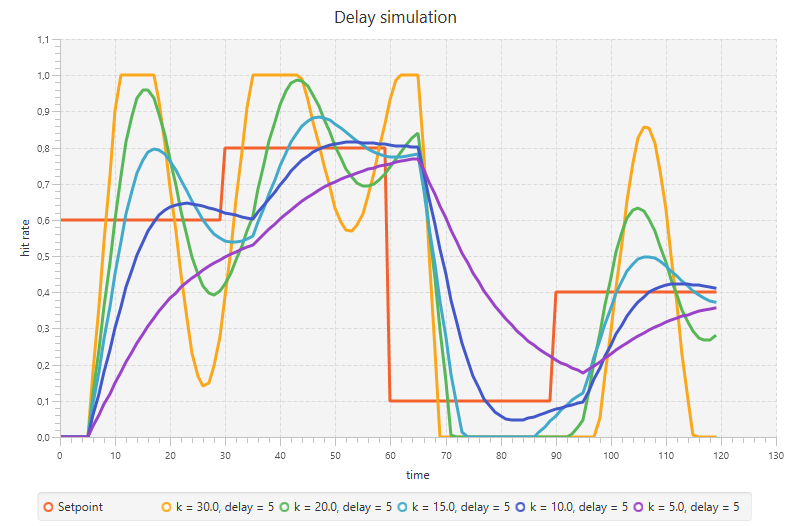 Delay simulation
1,1
1,0
0,9
0,8
0,7
0,6
0,5
0,4
0,3
0,2
0,1
0,0
hit rate
0 10 20 30 40 50 60 70 80 90 100 110 120 130
time
Setpoint k = 30.0, delay = 5 k = 20.0, delay = 5 k = 15.0, delay = 5 k = 10.0, delay = 5 k = 5.0, delay = 5